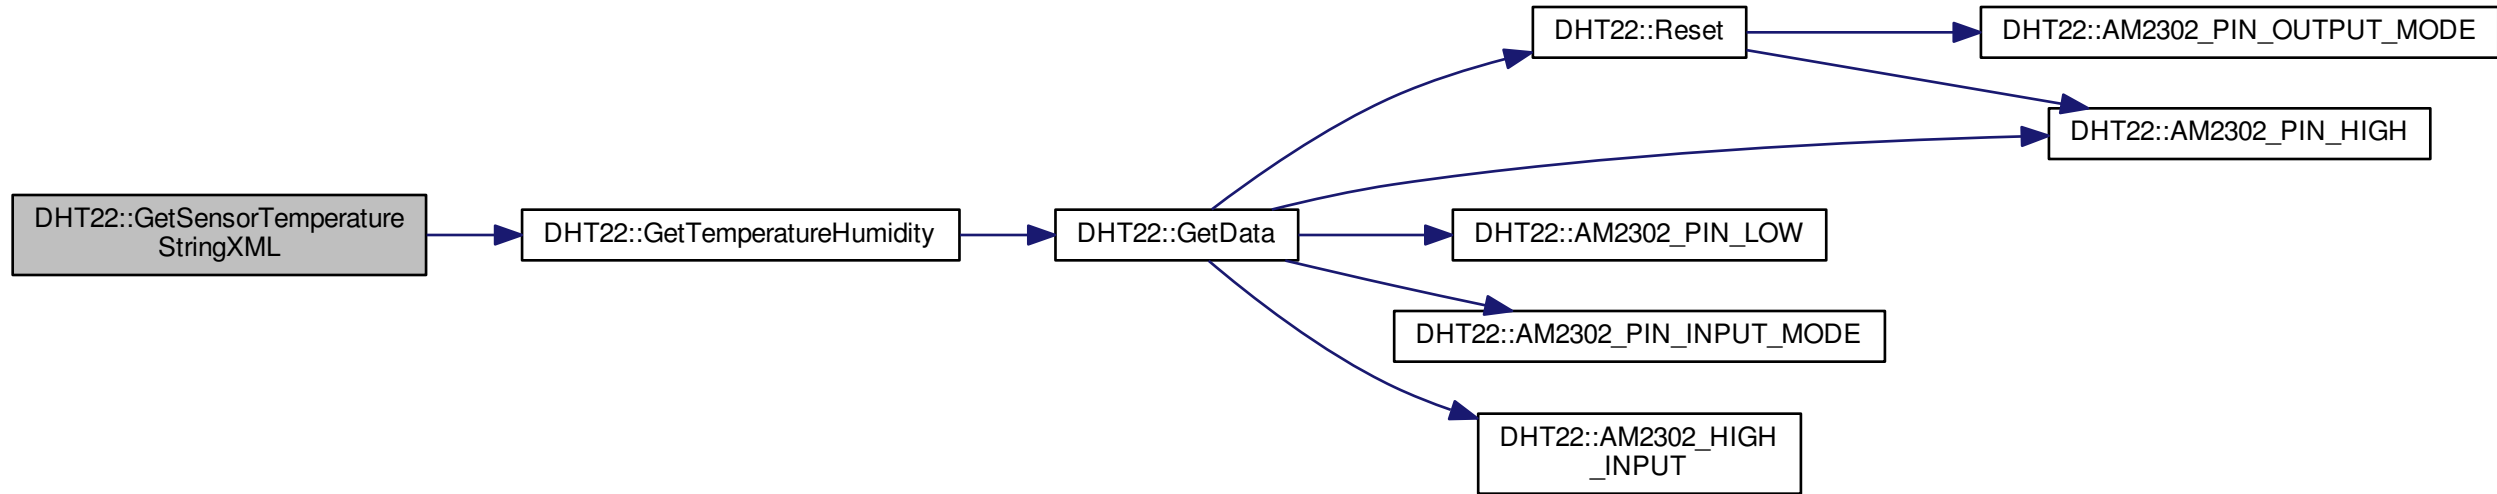 DHT22::GetSensorTemperature
StringXML
DHT22::GetTemperatureHumidity
DHT22::GetData
DHT22::Reset
DHT22::AM2302_PIN_OUTPUT_MODE
DHT22::AM2302_PIN_HIGH
DHT22::AM2302_PIN_LOW
DHT22::AM2302_PIN_INPUT_MODE
DHT22::AM2302_HIGH
_INPUT